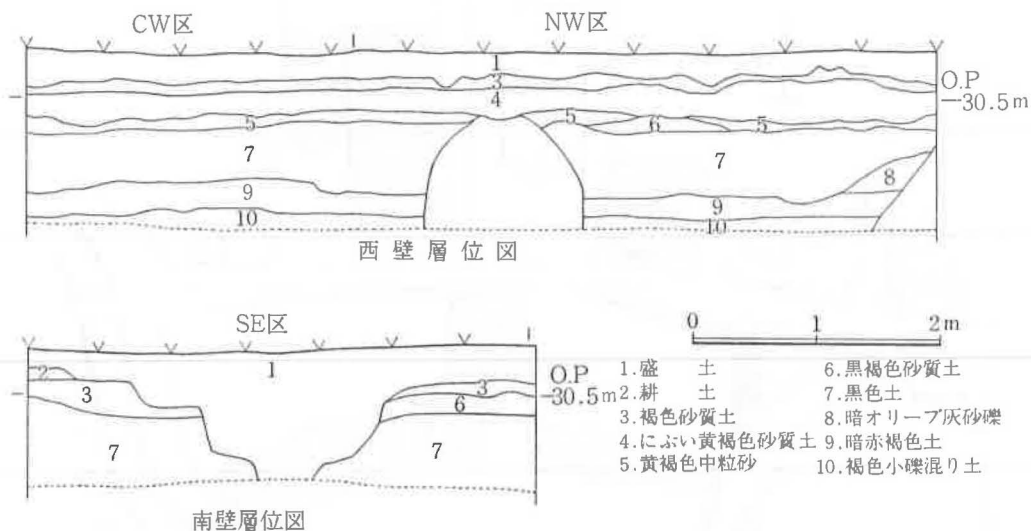 CW区 NW区
1
3
4
O.P
30.5m
5 5 6 5
7 7
8
9 9
10 10
西壁層位図
SE区
1
2
3 3
6
7 7
O.P
30.5m
南壁層位図
0 1 2m
1.盛 土
2.耕 土
3.褐色砂質土
4.にぶい黄褐色砂質土
5.黄褐色中粒砂
6.黒褐色砂質土
7.黒色土
8.暗オリーブ灰砂礫
9.暗赤褐色土
10.褐色小礫混り土